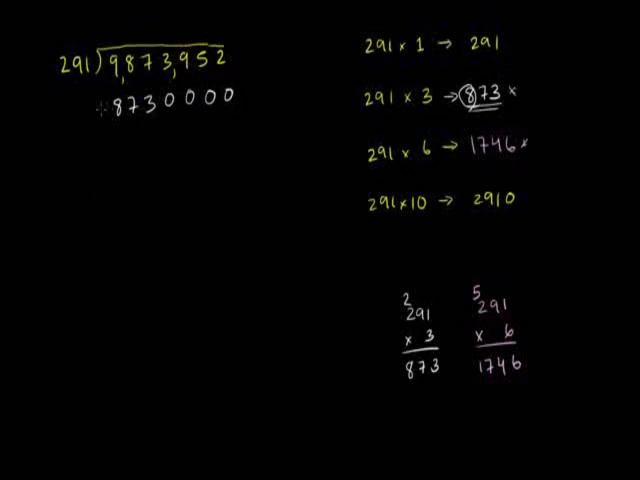 291)9,873,952
8730000
291 × 1 → 291
291 × 3 → 873 ×
291 × 6 → 1746 ×
291 × 10 → 2910
2
291
× 3
873
5
291
× 6
1746